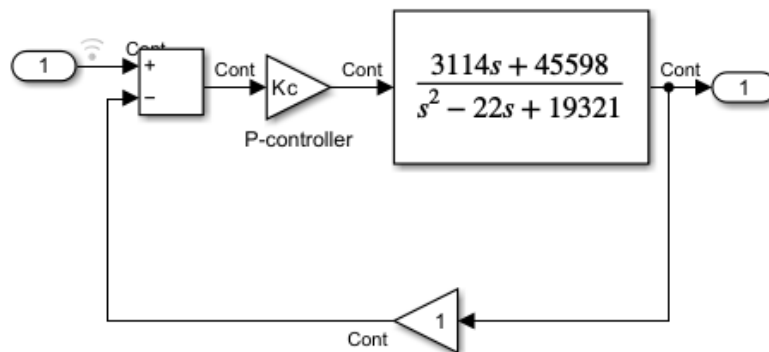 Cont
1
+
−
Cont
Kc
Cont
3114s + 45598
s² − 22s + 19321
Cont
1
P-controller
1
Cont